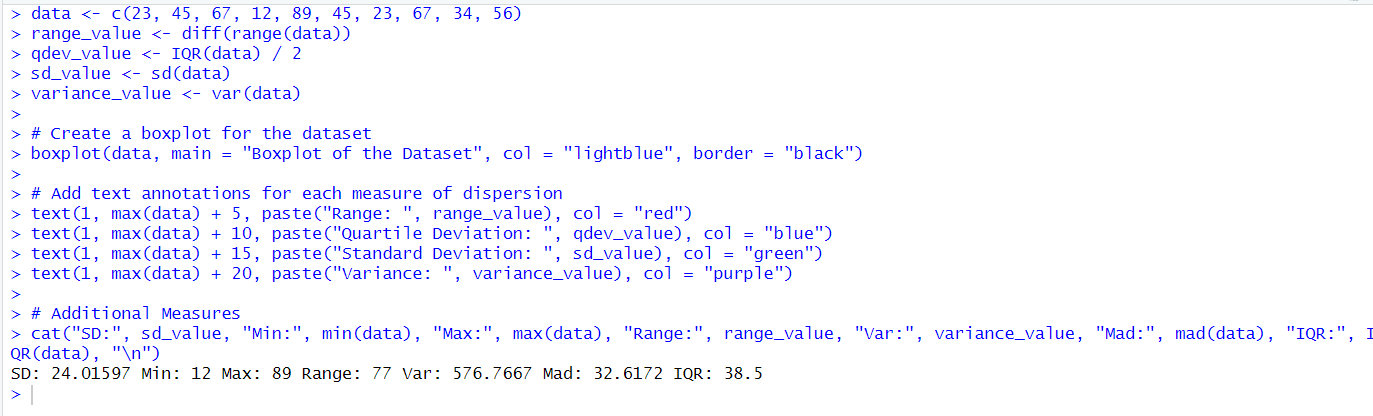 > data <- c(23, 45, 67, 12, 89, 45, 23, 67, 34, 56)
> range_value <- diff(range(data))
> qdev_value <- IQR(data) / 2
> sd_value <- sd(data)
> variance_value <- var(data)
>
> # Create a boxplot for the dataset
> boxplot(data, main = "Boxplot of the Dataset", col = "lightblue", border = "black")
>
> # Add text annotations for each measure of dispersion
> text(1, max(data) + 5, paste("Range: ", range_value), col = "red")
> text(1, max(data) + 10, paste("Quartile Deviation: ", qdev_value), col = "blue")
> text(1, max(data) + 15, paste("Standard Deviation: ", sd_value), col = "green")
> text(1, max(data) + 20, paste("Variance: ", variance_value), col = "purple")
>
> # Additional Measures
> cat("SD:", sd_value, "Min:", min(data), "Max:", max(data), "Range:", range_value, "Var:", variance_value, "Mad:", mad(data), "IQR:", I
QR(data), "\n")
SD: 24.01597 Min: 12 Max: 89 Range: 77 Var: 576.7667 Mad: 32.6172 IQR: 38.5
>